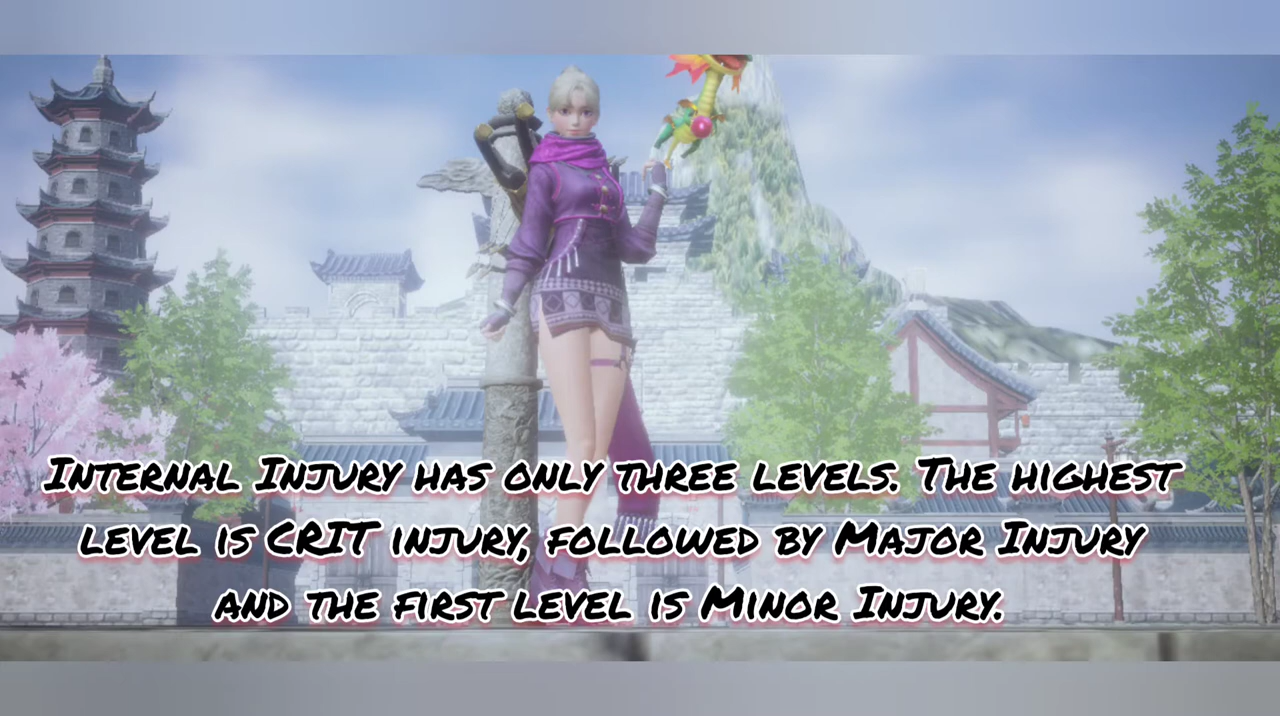 Internal Injury has only three levels. The highest
level is CRIT injury, followed by Major Injury
and the first level is Minor Injury.